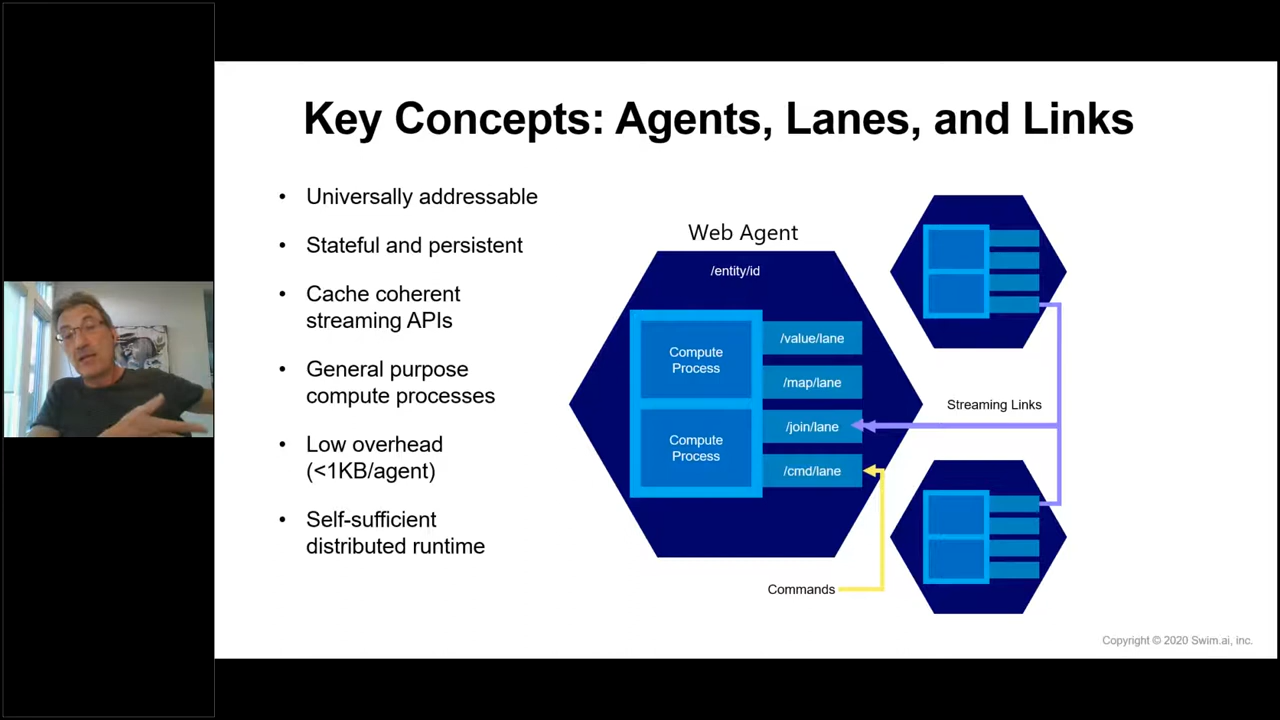 Key Concepts: Agents, Lanes, and Links
• Universally addressable
• Stateful and persistent
• Cache coherent
streaming APIs
• General purpose
compute processes
• Low overhead
(<1KB/agent)
• Self-sufficient
distributed runtime
Web Agent
/entity/id
Compute
Process
Compute
Process
/value/lane
/map/lane
/join/lane
/cmd/lane
Streaming Links
Commands
Copyright © 2020 Swim.ai, inc.